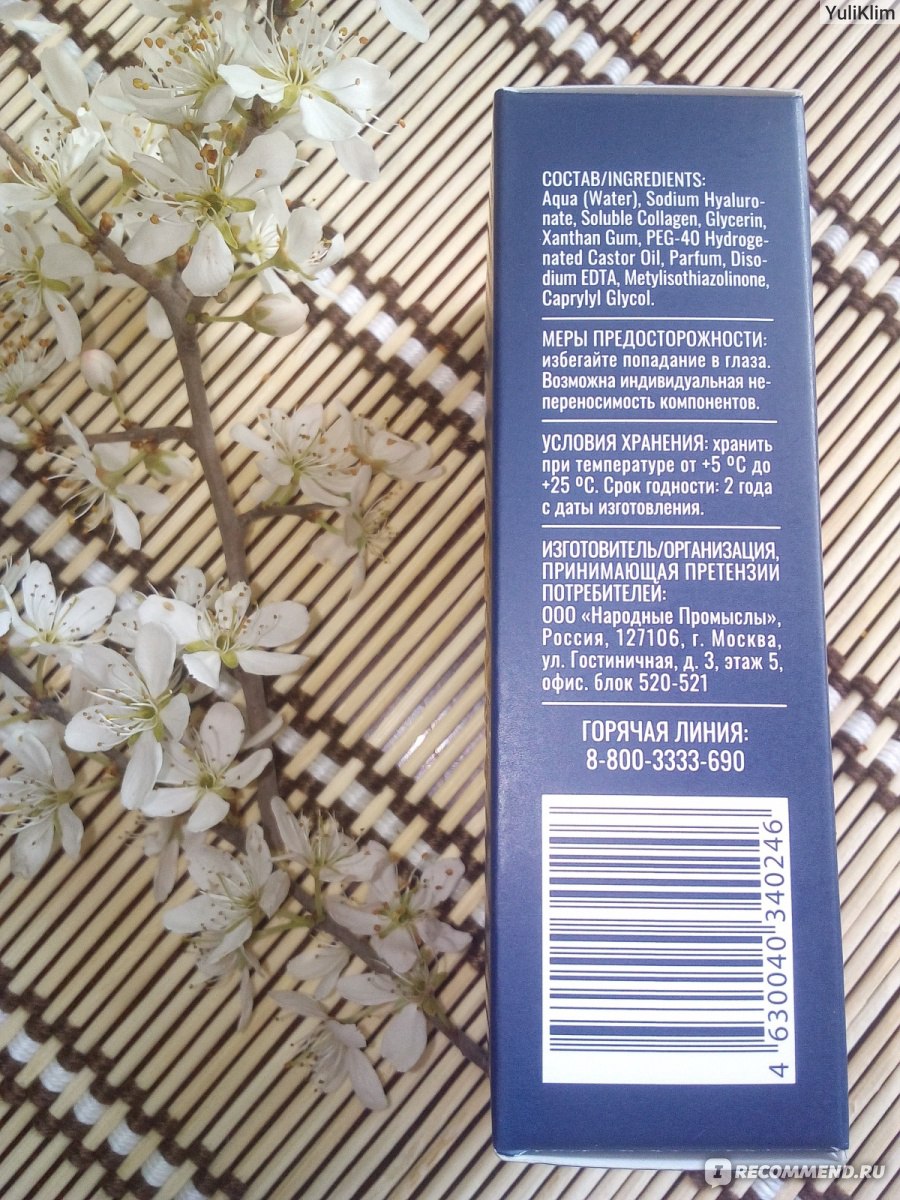 YuliKlim
СОСТАВ/INGREDIENTS:
Aqua (Water), Sodium Hyaluro-
nate, Soluble Collagen, Glycerin,
Xanthan Gum, PEG-40 Hydroge-
nated Castor Oil, Parfum, Diso-
dium EDTA, Metylisothiazolinone,
Caprylyl Glycol.
МЕРЫ ПРЕДОСТОРОЖНОСТИ:
избегайте попадание в глаза.
Возможна индивидуальная не-
переносимость компонентов.
УСЛОВИЯ ХРАНЕНИЯ: хранить
при температуре от +5 ºС до
+25 ºС. Срок годности: 2 года
с даты изготовления.
ИЗГОТОВИТЕЛЬ/ОРГАНИЗАЦИЯ,
ПРИНИМАЮЩАЯ ПРЕТЕНЗИИ
ПОТРЕБИТЕЛЕЙ:
ООО «Народные Промыслы»,
Россия, 127106, г. Москва,
ул. Гостиничная, д. 3, этаж 5,
офис. блок 520-521
ГОРЯЧАЯ ЛИНИЯ:
8-800-3333-690
4 630040 340246
I RECOMMEND.RU